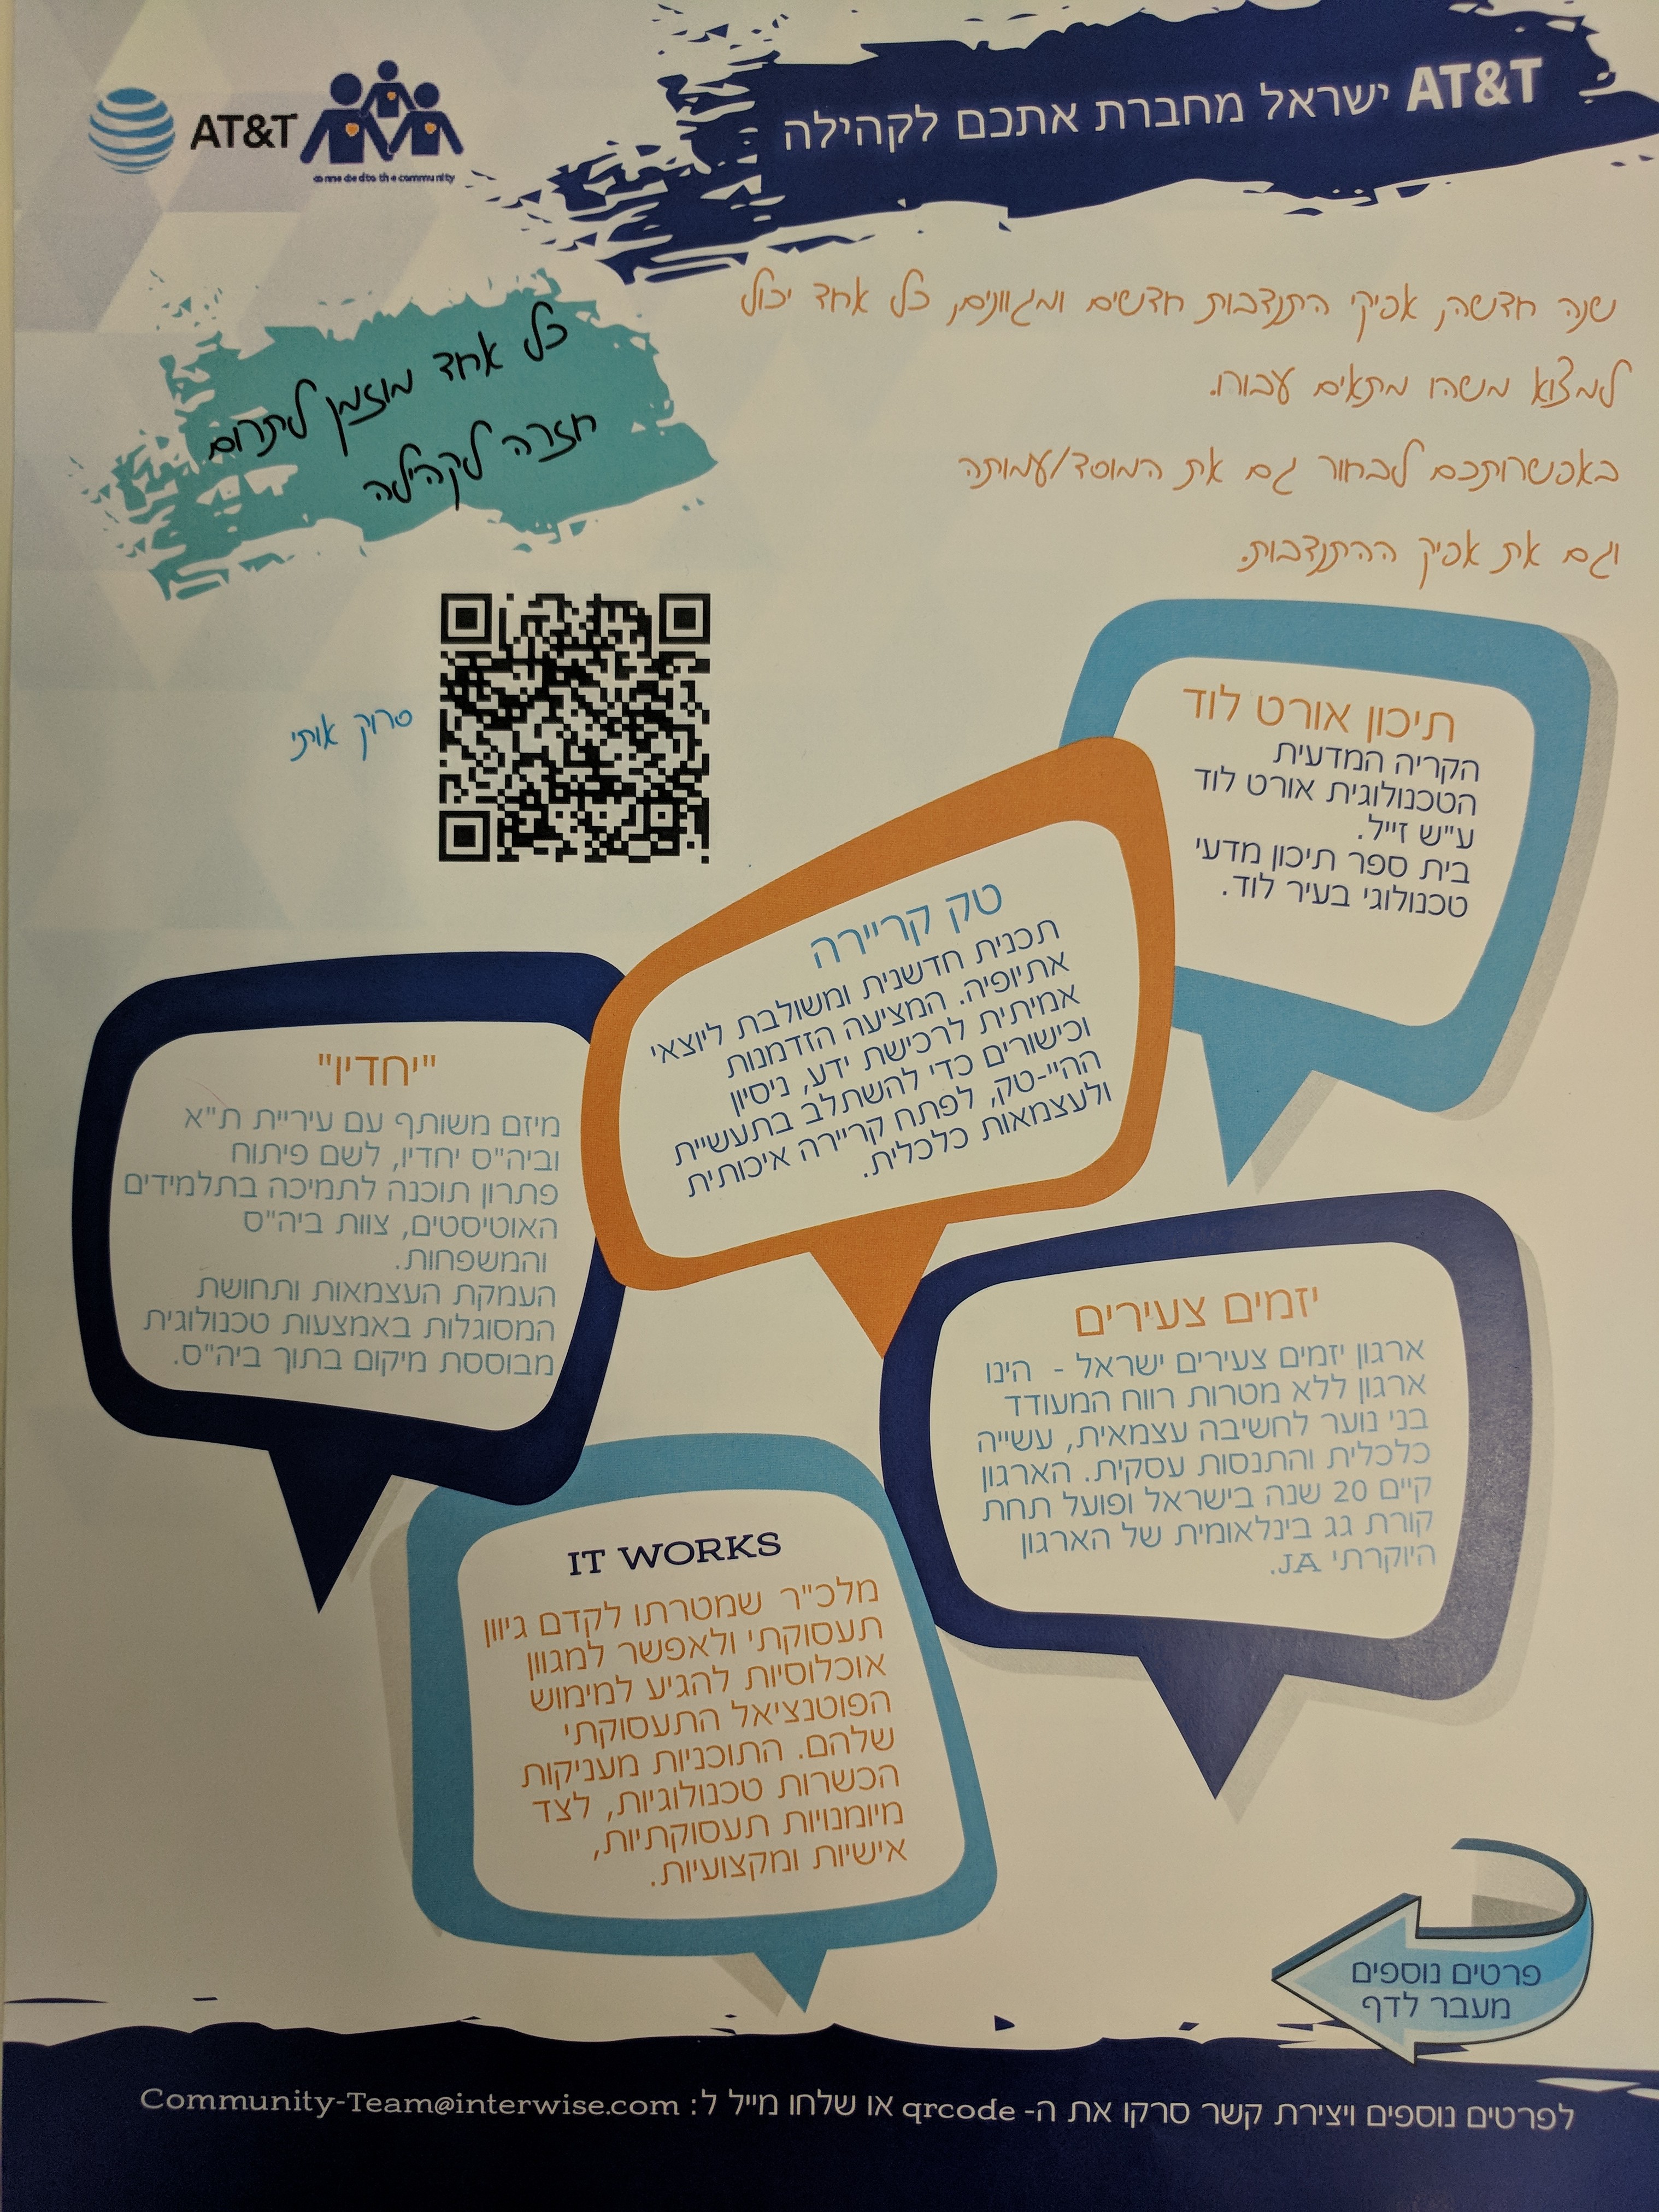 AT&T ישראל מחברת אתכם לקהילה
AT&T
connected to the community
שנה חדשה, אפיקי התנדבות חדשים ומגוונים, כל אחד יכול
למצוא משהו מתאים עבורו.
באפשרותכם לבחור גם את המוסד/עמותה
וגם את אפיק ההתנדבות.
כל אחד מוזמן לתרום
חזרה לקהילה
סרוק אותי
תיכון אורט לוד
הקריה המדעית
הטכנולוגית אורט לוד
ע"ש זייל.
בית ספר תיכון מדעי
טכנולוגי בעיר לוד.
טק קריירה
תכנית חדשנית ומשולבת ליוצאי
אתיופיה. המציעה הזדמנות
אמיתית לרכישת ידע, ניסיון
וכישורים כדי להשתלב בתעשיית
ההיי-טק, לפתח קריירה איכותית
ולעצמאות כלכלית.
"יחדיו"
מיזם משותף עם עיריית ת"א
וביה"ס יחדיו, לשם פיתוח
פתרון תוכנה לתמיכה בתלמידים
האוטיסטים, צוות ביה"ס
והמשפחות.
העמקת העצמאות ותחושת
המסוגלות באמצעות טכנולוגית
מבוססת מיקום בתוך ביה"ס.
יזמים צעירים
ארגון יזמים צעירים ישראל - הינו
ארגון ללא מטרות רווח המעודד
בני נוער לחשיבה עצמאית, עשייה
כלכלית והתנסות עסקית. הארגון
קיים 20 שנה בישראל ופועל תחת
קורת גג בינלאומית של הארגון
היוקרתי JA.
IT WORKS
מלכ"ר שמטרתו לקדם גיוון
תעסוקתי ולאפשר למגוון
אוכלוסיות להגיע למימוש
הפוטנציאל התעסוקתי
שלהם. התוכניות מעניקות
הכשרות טכנולוגיות, לצד
מיומנויות תעסוקתיות,
אישיות ומקצועיות.
פרטים נוספים
מעבר לדף
לפרטים נוספים ויצירת קשר סרקו את ה- qrcode או שלחו מייל ל: Community-Team@interwise.com